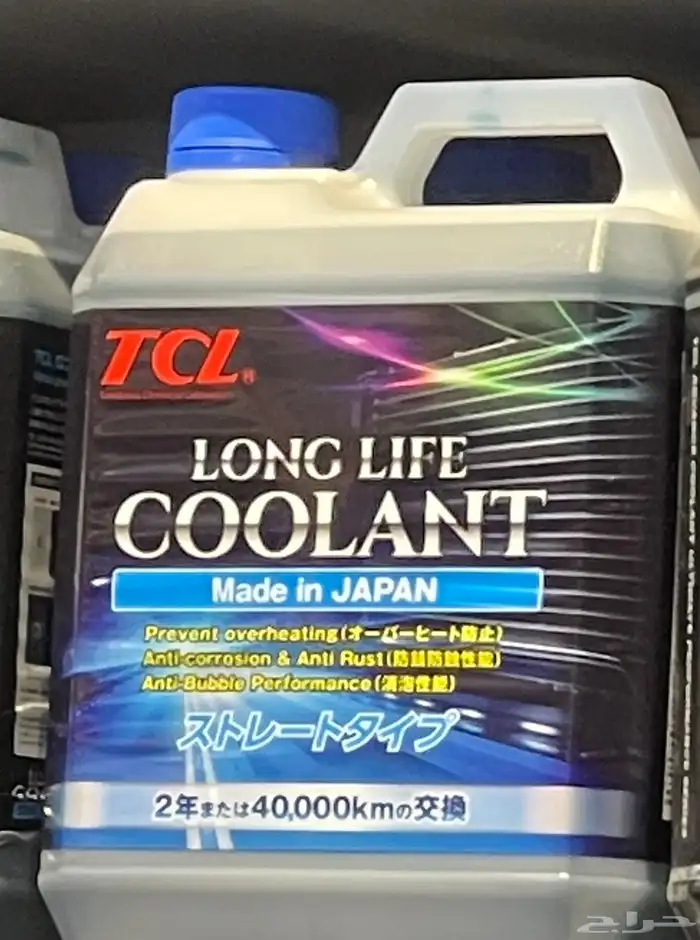 TCL
LONG LIFE
COOLANT
Made in JAPAN
Prevent overheating(オーバーヒート防止)
Anti-corrosion & Anti Rust(防錆防蝕性能)
Anti-Bubble Performance(消泡性能)
ストレートタイプ
2年または40,000kmの交換
TCL
حراج